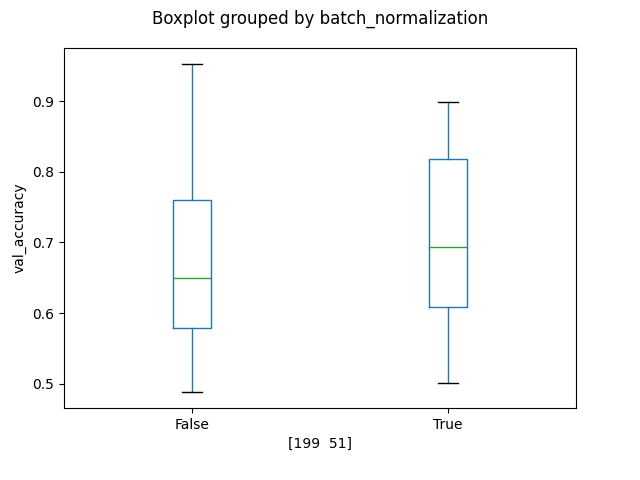 Boxplot grouped by batch_normalization
0.9
0.8
0.7
0.6
0.5
val_accuracy
False True
[199  51]